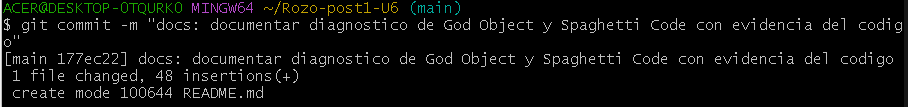 ACER@DESKTOP-OTQURKO MINGW64 ~/Rozo-post1-U6 (main)
$ git commit -m "docs: documentar diagnostico de God Object y Spaghetti Code con evidencia del codig
o"
[main 177ec22] docs: documentar diagnostico de God Object y Spaghetti Code con evidencia del codigo
 1 file changed, 48 insertions(+)
 create mode 100644 README.md